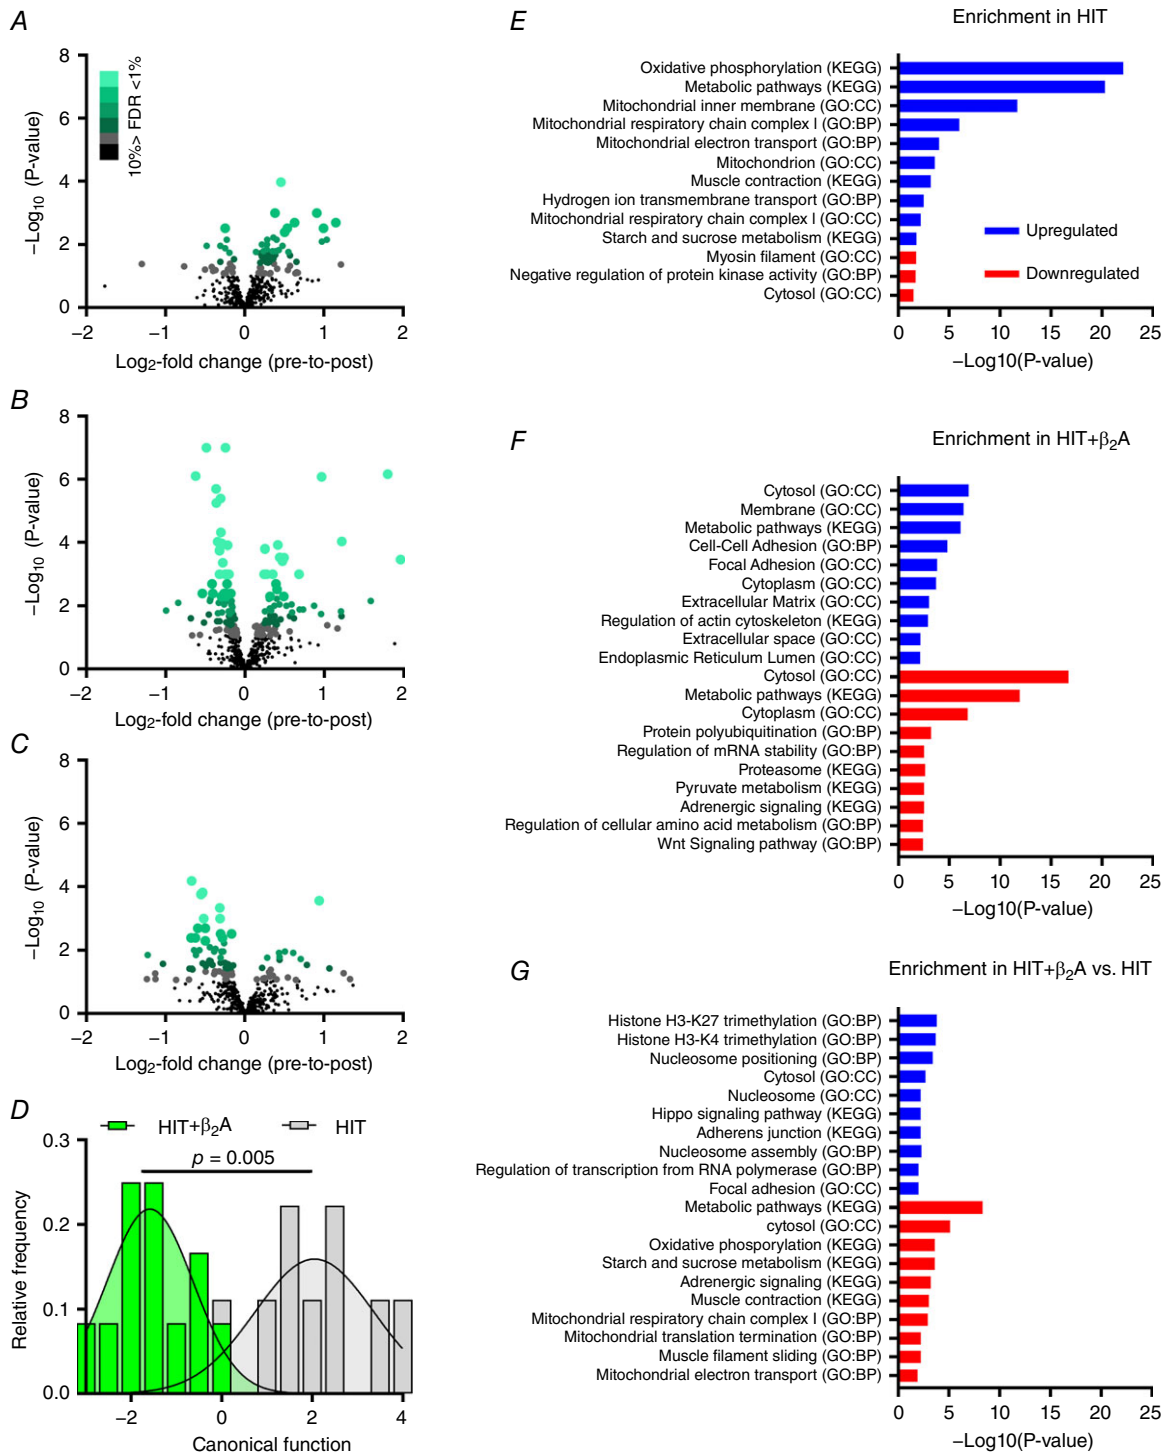 A
8
6
4
2
0
−Log10 (P-value)
10%> FDR <1%
−2
−1
0
1
2
Log2-fold change (pre-to-post)
B
8
6
4
2
0
−Log10 (P-value)
−2
−1
0
1
2
Log2-fold change (pre-to-post)
C
8
6
4
2
0
−Log10 (P-value)
−2
−1
0
1
2
Log2-fold change (pre-to-post)
D
HIT+β2A
HIT
p = 0.005
0.3
0.2
0.1
0.0
Relative frequency
−2
0
2
4
Canonical function
E
Enrichment in HIT
Oxidative phosphorylation (KEGG)
Metabolic pathways (KEGG)
Mitochondrial inner membrane (GO:CC)
Mitochondrial respiratory chain complex I (GO:BP)
Mitochondrial electron transport (GO:BP)
Mitochondrion (GO:CC)
Muscle contraction (KEGG)
Hydrogen ion transmembrane transport (GO:BP)
Mitochondrial respiratory chain complex I (GO:CC)
Starch and sucrose metabolism (KEGG)
Myosin filament (GO:CC)
Negative regulation of protein kinase activity (GO:BP)
Cytosol (GO:CC)
Upregulated
Downregulated
0
5
10
15
20
25
−Log10(P-value)
F
Enrichment in HIT+β2A
Cytosol (GO:CC)
Membrane (GO:CC)
Metabolic pathways (KEGG)
Cell-Cell Adhesion (GO:BP)
Focal Adhesion (GO:CC)
Cytoplasm (GO:CC)
Extracellular Matrix (GO:CC)
Regulation of actin cytoskeleton (KEGG)
Extracellular space (GO:CC)
Endoplasmic Reticulum Lumen (GO:CC)
Cytosol (GO:CC)
Metabolic pathways (KEGG)
Cytoplasm (GO:CC)
Protein polyubiquitination (GO:BP)
Regulation of mRNA stability (GO:BP)
Proteasome (KEGG)
Pyruvate metabolism (KEGG)
Adrenergic signaling (KEGG)
Regulation of cellular amino acid metabolism (GO:BP)
Wnt Signaling pathway (GO:BP)
0
5
10
15
20
25
−Log10(P-value)
G
Enrichment in HIT+β2A vs. HIT
Histone H3-K27 trimethylation (GO:BP)
Histone H3-K4 trimethylation (GO:BP)
Nucleosome positioning (GO:BP)
Cytosol (GO:CC)
Nucleosome (GO:CC)
Hippo signaling pathway (KEGG)
Adherens junction (KEGG)
Nucleosome assembly (GO:BP)
Regulation of transcription from RNA polymerase (GO:BP)
Focal adhesion (GO:CC)
Metabolic pathways (KEGG)
cytosol (GO:CC)
Oxidative phosporylation (KEGG)
Starch and sucrose metabolism (KEGG)
Adrenergic signaling (KEGG)
Muscle contraction (KEGG)
Mitochondrial respiratory chain complex I (GO:BP)
Mitochondrial translation termination (GO:BP)
Muscle filament sliding (GO:BP)
Mitochondrial electron transport (GO:BP)
0
5
10
15
20
25
−Log10(P-value)